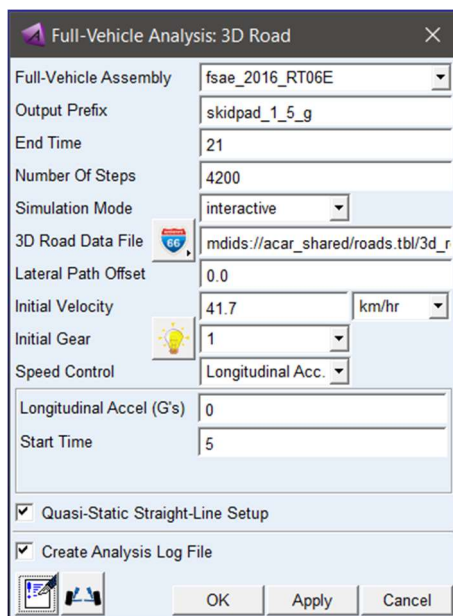 Full-Vehicle Analysis: 3D Road
Full-Vehicle Assembly fsae_2016_RT06E
Output Prefix skidpad_1_5_g
End Time 21
Number Of Steps 4200
Simulation Mode interactive
3D Road Data File 66 mdids://acar_shared/roads.tbl/3d_r
Lateral Path Offset 0.0
Initial Velocity 41.7 km/hr
Initial Gear 1
Speed Control Longitudinal Acc.
Longitudinal Accel (G's) 0
Start Time 5
Quasi-Static Straight-Line Setup
Create Analysis Log File
OK Apply Cancel